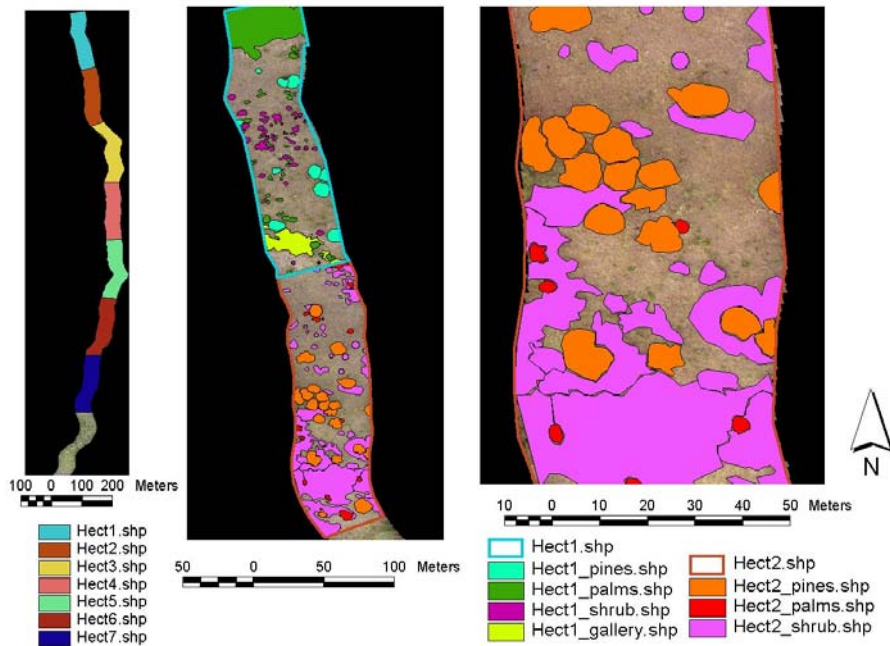 100 0 100 200 Meters
Hect1.shp
Hect2.shp
Hect3.shp
Hect4.shp
Hect5.shp
Hect6.shp
Hect7.shp
50 0 50 100 Meters
N
10 0 10 20 30 40 50 Meters
Hect1.shp
Hect1_pines.shp
Hect1_palms.shp
Hect1_shrub.shp
Hect1_gallery.shp
Hect2.shp
Hect2_pines.shp
Hect2_palms.shp
Hect2_shrub.shp